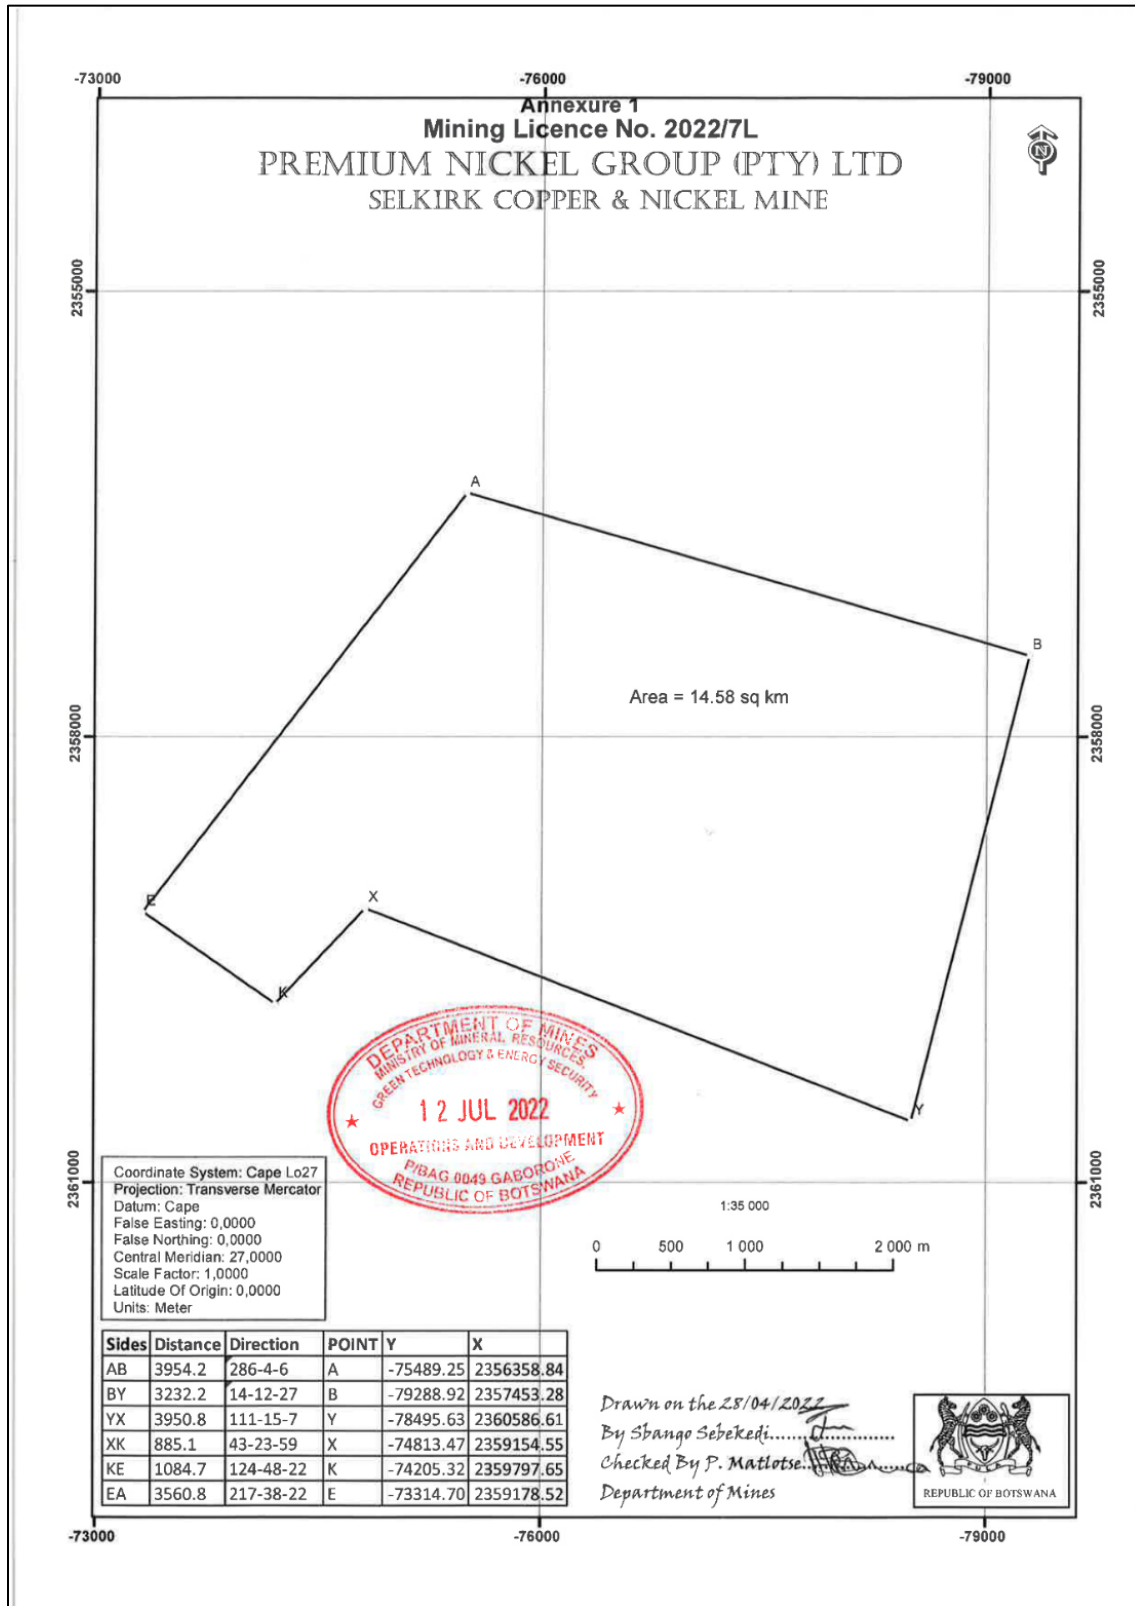 -73000 -76000 -79000
Annexure 1
Mining Licence No. 2022/7L
PREMIUM NICKEL GROUP (PTY) LTD
SELKIRK COPPER & NICKEL MINE
N
2355000 2355000
A
B
Area = 14.58 sq km
2358000 2358000
E
X
K
Y
DEPARTMENT OF MINES
MINISTRY OF MINERAL RESOURCES,
GREEN TECHNOLOGY & ENERGY SECURITY
12 JUL 2022
OPERATIONS AND DEVELOPMENT
P/BAG 0049 GABORONE
REPUBLIC OF BOTSWANA
2361000 2361000
Coordinate System: Cape Lo27
Projection: Transverse Mercator
Datum: Cape
False Easting: 0,0000
False Northing: 0,0000
Central Meridian: 27,0000
Scale Factor: 1,0000
Latitude Of Origin: 0,0000
Units: Meter
1:35 000
0 500 1 000 2 000 m
Sides Distance Direction POINT Y X
AB 3954.2 286-4-6 A -75489.25 2356358.84
BY 3232.2 14-12-27 B -79288.92 2357453.28
YX 3950.8 111-15-7 Y -78495.63 2360586.61
XK 885.1 43-23-59 X -74813.47 2359154.55
KE 1084.7 124-48-22 K -74205.32 2359797.65
EA 3560.8 217-38-22 E -73314.70 2359178.52
Drawn on the 28/04/2022
By Sbango Sebekedi..............
Checked By P. Matlotse..............
Department of Mines
REPUBLIC OF BOTSWANA
-73000 -76000 -79000